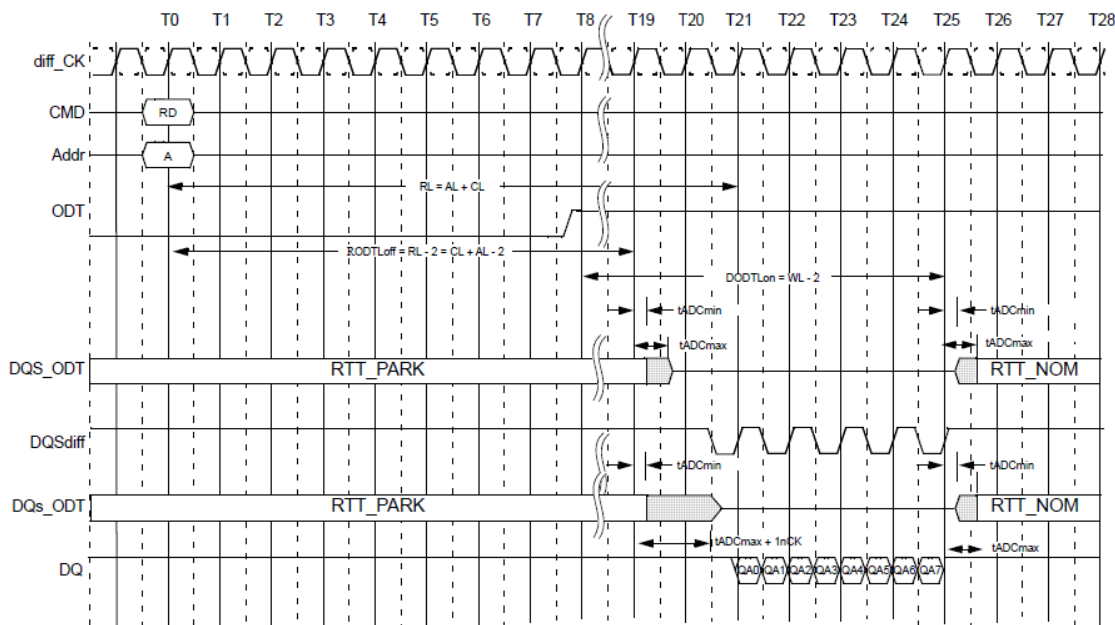 T0 T1 T2 T3 T4 T5 T6 T7 T8 T19 T20 T21 T22 T23 T24 T25 T26 T27 T28
diff_CK
CMD RD
Addr A
RL = AL + CL
ODT
RODTLoff = RL - 2 = CL + AL - 2
DODTLon = WL - 2
tADCmin tADCmin
tADCmax tADCmax
DQS_ODT RTT_PARK RTT_NOM
DQSdiff
tADCmin tADCmin
DQs_ODT RTT_PARK RTT_NOM
tADCmax + 1nCK tADCmax
DQ QA0 QA1 QA2 QA3 QA4 QA5 QA6 QA7